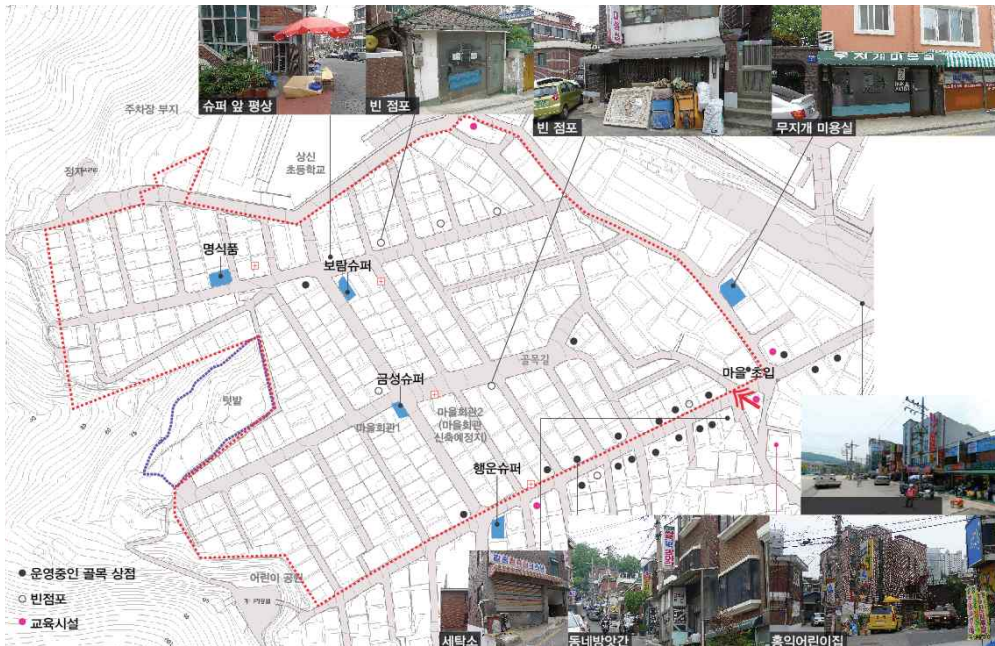 슈퍼 앞 평상
빈 점포
빈 점포
무지개 미용실
무지개미용실
주차장 부지
상신
초등학교
정자
명식품
보람슈퍼
골목길
마을 초입
금성슈퍼
텃밭
마을회관1
마을회관2
(마을회관
신축예정지)
행운슈퍼
어린이 공원
운영중인 골목 상점
빈점포
교육시설
세탁소
동네방앗간
홍익어린이집